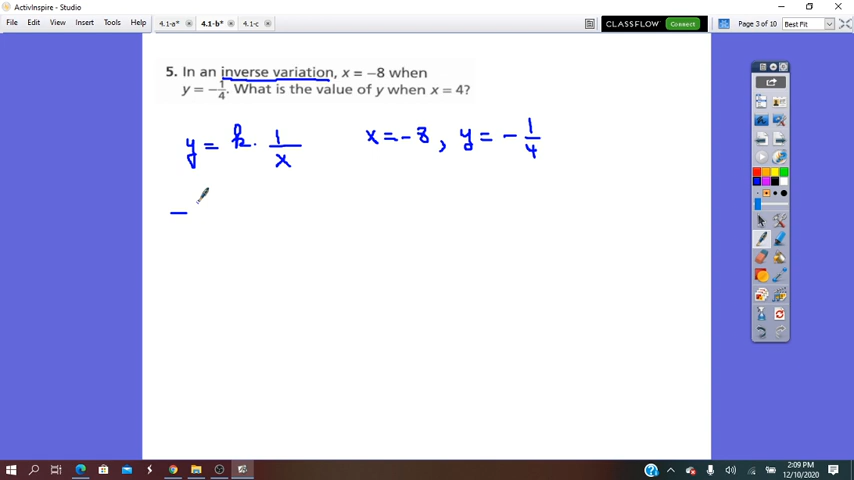 ActivInspire - Studio
File Edit View Insert Tools Help
4.1-a* 4.1-b* 4.1-c
CLASSFLOW Connect
Page 3 of 10
Best Fit
5. In an inverse variation, x = −8 when
y = −1/4. What is the value of y when x = 4?
y = k · 1/x
x = −8, y = −1/4
−
2:09 PM
12/10/2020